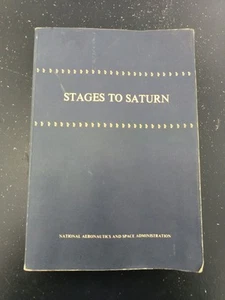 STAGES TO SATURN
NATIONAL AERONAUTICS AND SPACE ADMINISTRATION